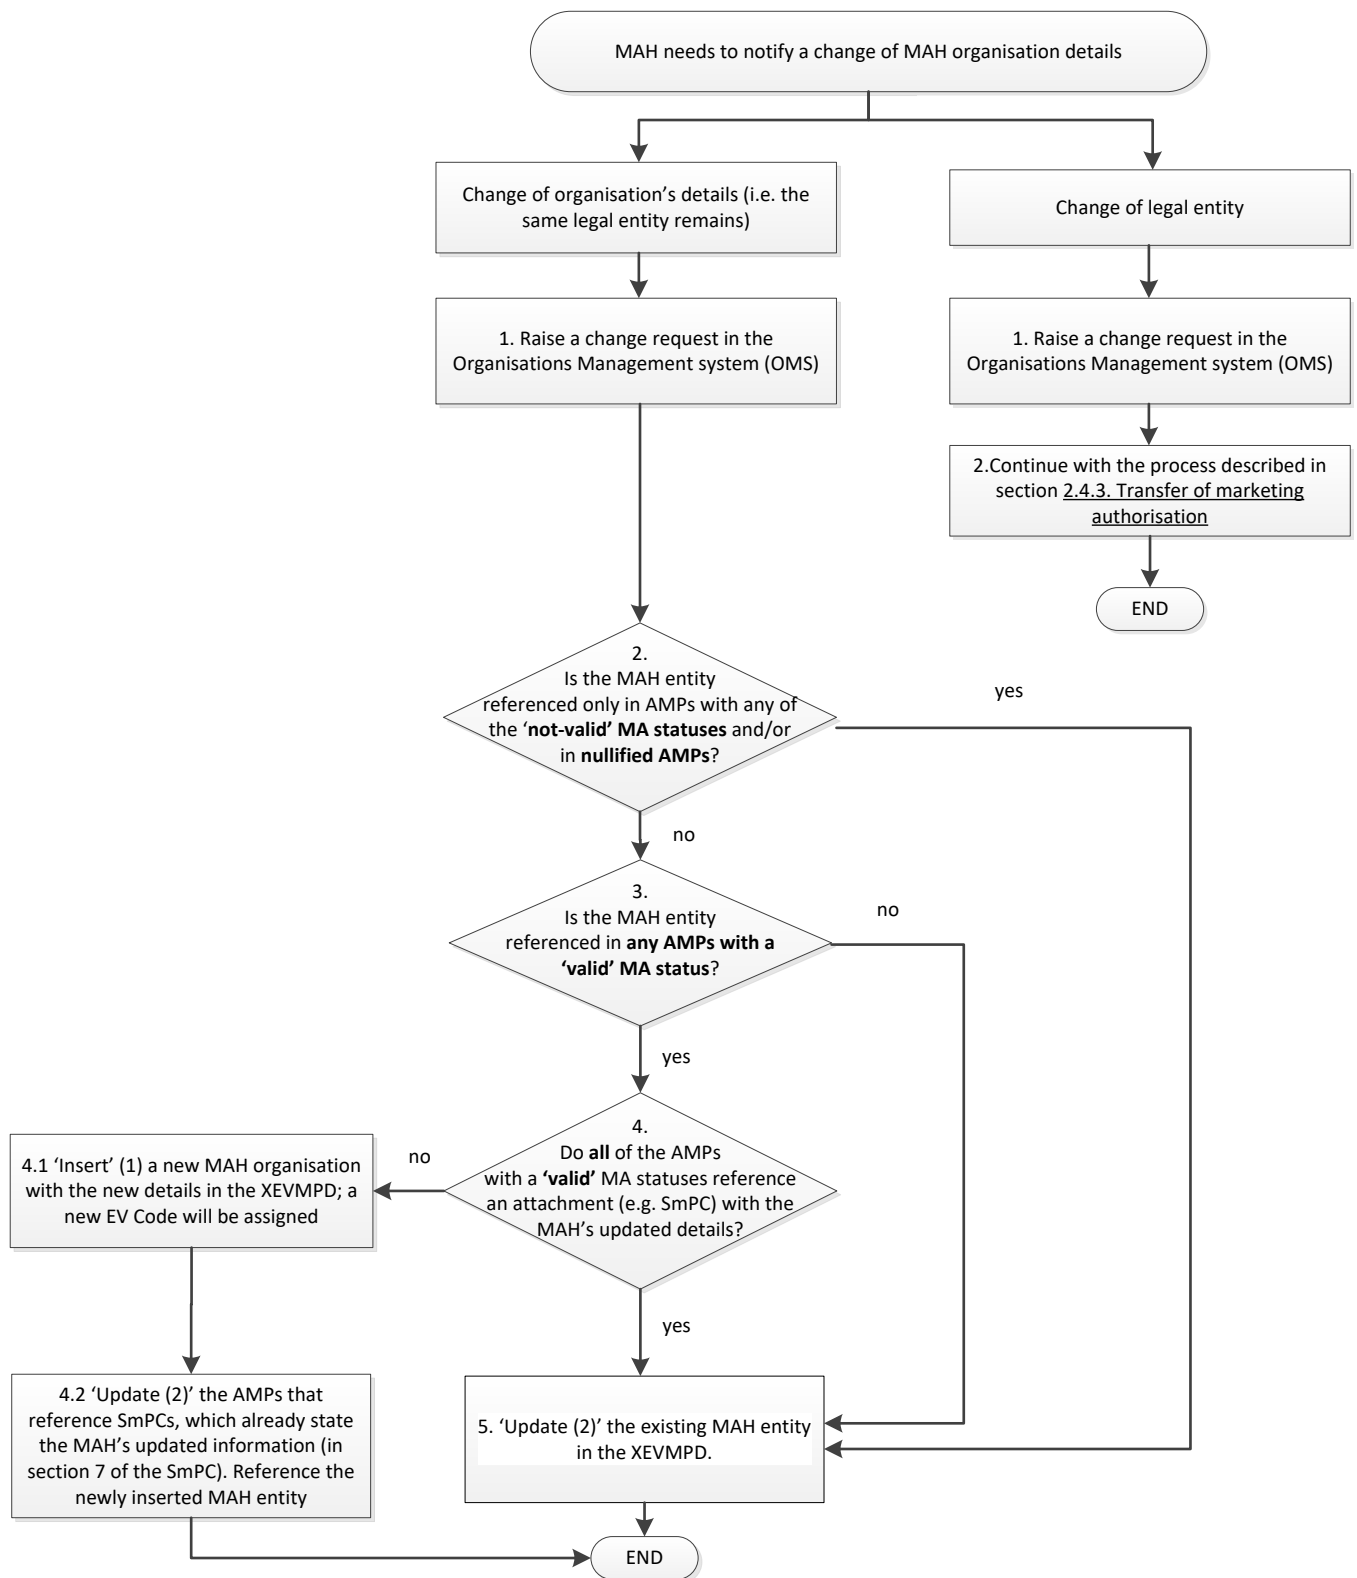 MAH needs to notify a change of MAH organisation details
Change of organisation’s details (i.e. the
same legal entity remains)
Change of legal entity
1. Raise a change request in the
Organisations Management system (OMS)
1. Raise a change request in the
Organisations Management system (OMS)
2.Continue with the process described in
section 2.4.3. Transfer of marketing
authorisation
END
2.
Is the MAH entity
referenced only in AMPs with any of
the ‘not-valid’ MA statuses and/or
in nullified AMPs?
yes
no
3.
Is the MAH entity
referenced in any AMPs with a
‘valid’ MA status?
no
yes
4.
Do all of the AMPs
with a ‘valid’ MA statuses reference
an attachment (e.g. SmPC) with the
MAH’s updated details?
no
4.1 ‘Insert’ (1) a new MAH organisation
with the new details in the XEVMPD; a
new EV Code will be assigned
yes
4.2 ‘Update (2)’ the AMPs that
reference SmPCs, which already state
the MAH’s updated information (in
section 7 of the SmPC). Reference the
newly inserted MAH entity
5. ‘Update (2)’ the existing MAH entity
in the XEVMPD.
END